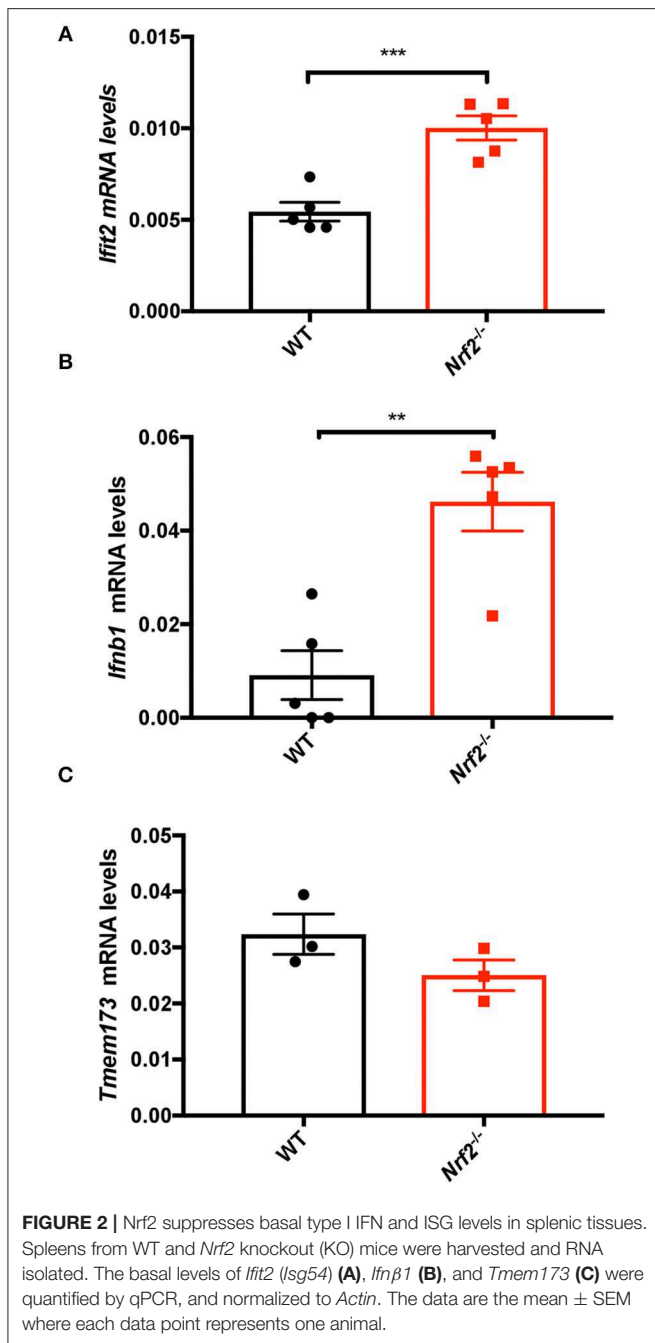 A
Ifit2 mRNA levels
0.015
0.010
0.005
0.000
***
WT
Nrf2-/-
B
Ifnb1 mRNA levels
0.06
0.04
0.02
0.00
**
WT
Nrf2-/-
C
Tmem173 mRNA levels
0.05
0.04
0.03
0.02
0.01
0.00
WT
Nrf2-/-
FIGURE 2 | Nrf2 suppresses basal type I IFN and ISG levels in splenic tissues.
Spleens from WT and Nrf2 knockout (KO) mice were harvested and RNA
isolated. The basal levels of Ifit2 (Isg54) (A), Ifnβ1 (B), and Tmem173 (C) were
quantified by qPCR, and normalized to Actin. The data are the mean ± SEM
where each data point represents one animal.